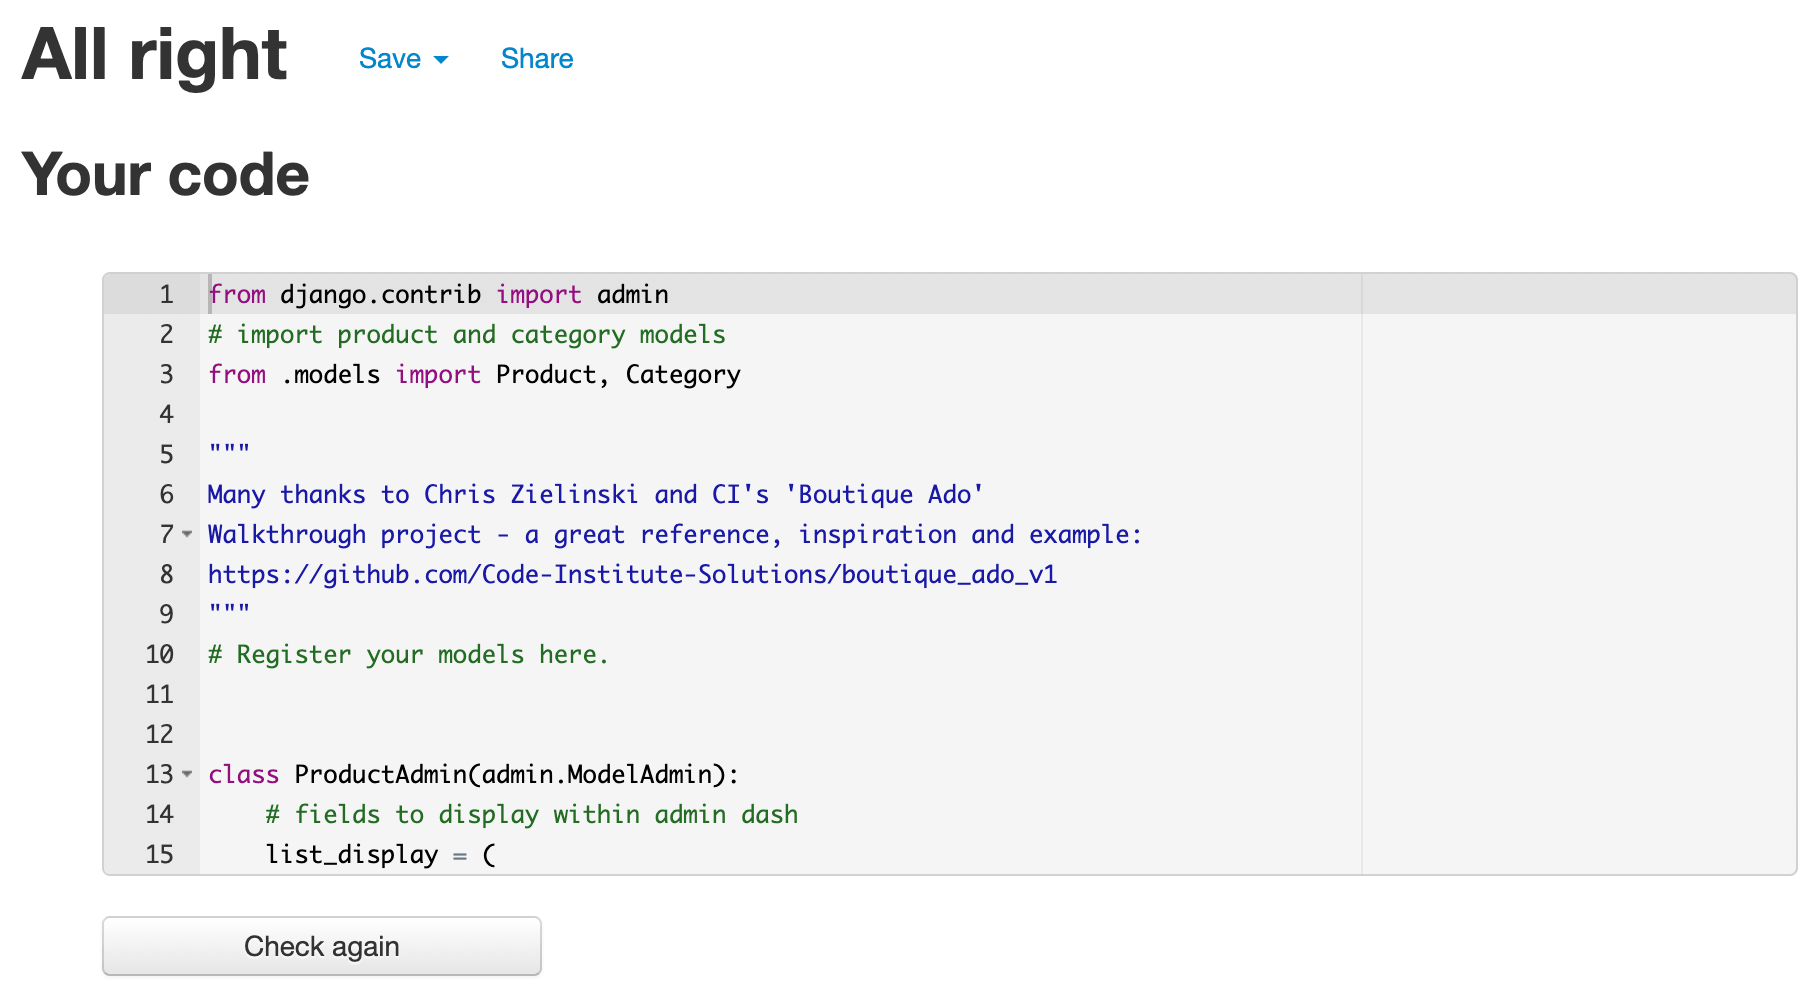 All right Save Share
Your code
1 from django.contrib import admin
2 # import product and category models
3 from .models import Product, Category
4
5 """
6 Many thanks to Chris Zielinski and CI's 'Boutique Ado'
7 Walkthrough project - a great reference, inspiration and example:
8 https://github.com/Code-Institute-Solutions/boutique_ado_v1
9 """
10 # Register your models here.
11
12
13 class ProductAdmin(admin.ModelAdmin):
14     # fields to display within admin dash
15     list_display = (
Check again